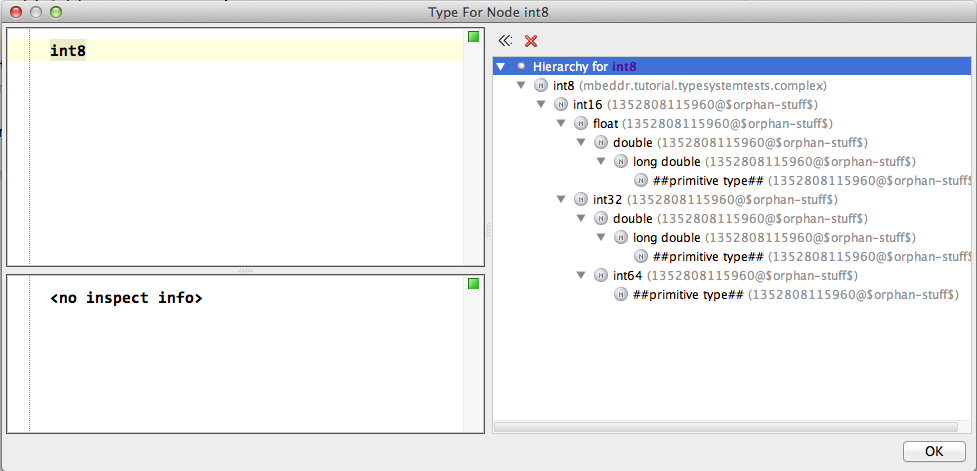 Type For Node int8
int8
<no inspect info>
Hierarchy for int8
int8 (mbeddr.tutorial.typesystemtests.complex)
int16 (1352808115960@$orphan-stuff$)
float (1352808115960@$orphan-stuff$)
double (1352808115960@$orphan-stuff$)
long double (1352808115960@$orphan-stuff$)
##primitive type## (1352808115960@$orphan-stuff$)
int32 (1352808115960@$orphan-stuff$)
double (1352808115960@$orphan-stuff$)
long double (1352808115960@$orphan-stuff$)
##primitive type## (1352808115960@$orphan-stuff$)
int64 (1352808115960@$orphan-stuff$)
##primitive type## (1352808115960@$orphan-stuff$)
OK